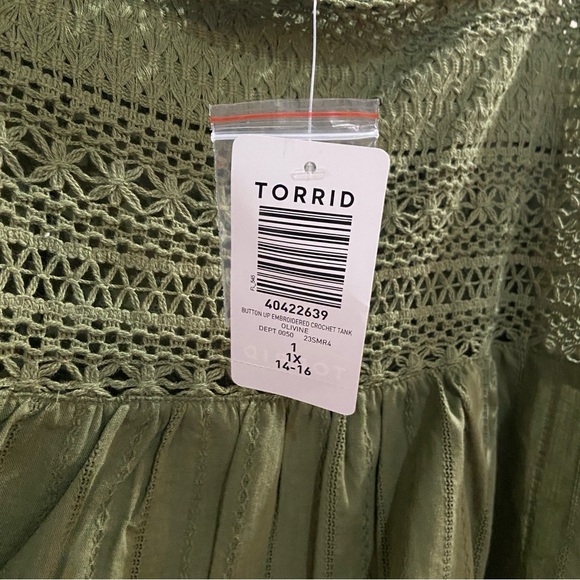 TORRID
40422639
BUTTON UP EMBROIDERED CROCHET TANK
OLIVINE
DEPT 0050 23SMR4
1
1X
14-16